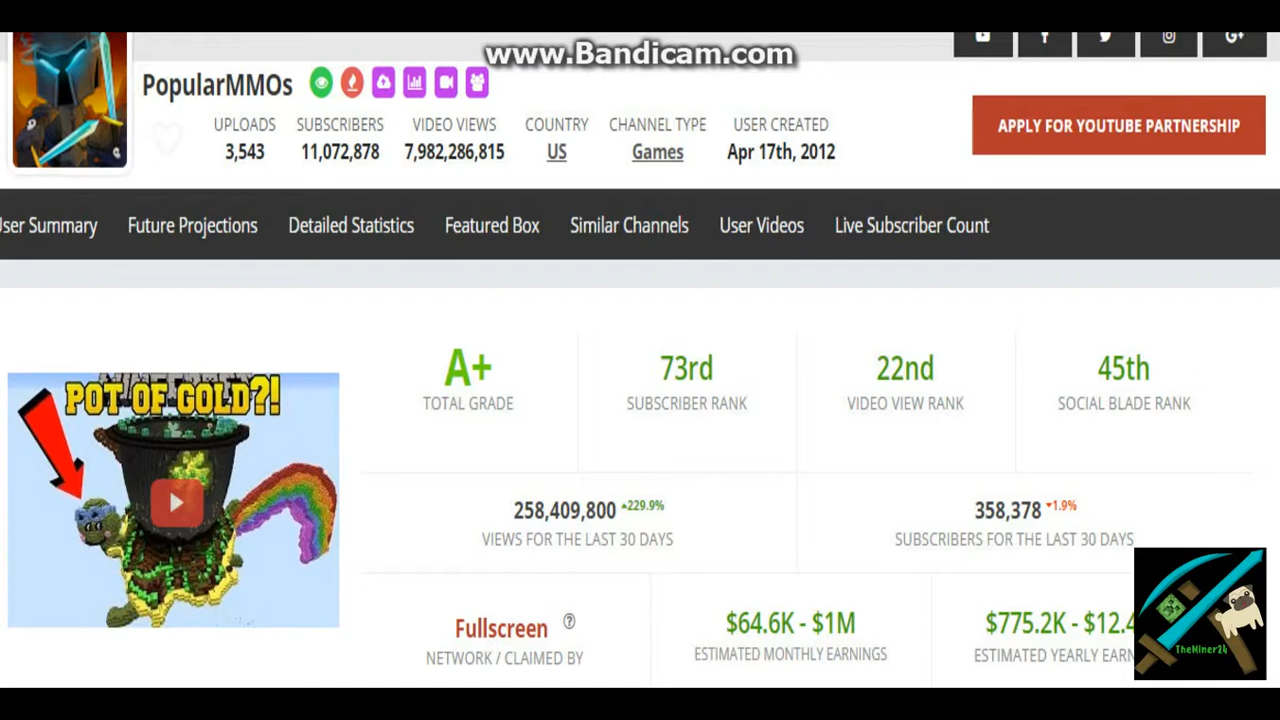 www.Bandicam.com
PopularMMOs
UPLOADS SUBSCRIBERS VIDEO VIEWS COUNTRY CHANNEL TYPE USER CREATED
3,543 11,072,878 7,982,286,815 US Games Apr 17th, 2012
APPLY FOR YOUTUBE PARTNERSHIP
User Summary Future Projections Detailed Statistics Featured Box Similar Channels User Videos Live Subscriber Count
POT OF GOLD?!
A+ 73rd 22nd 45th
TOTAL GRADE SUBSCRIBER RANK VIDEO VIEW RANK SOCIAL BLADE RANK
258,409,800 229.9% 358,378 1.9%
VIEWS FOR THE LAST 30 DAYS SUBSCRIBERS FOR THE LAST 30 DAYS
Fullscreen ? $64.6K - $1M $775.2K - $12.4
NETWORK / CLAIMED BY ESTIMATED MONTHLY EARNINGS ESTIMATED YEARLY EARN
TheMiner24